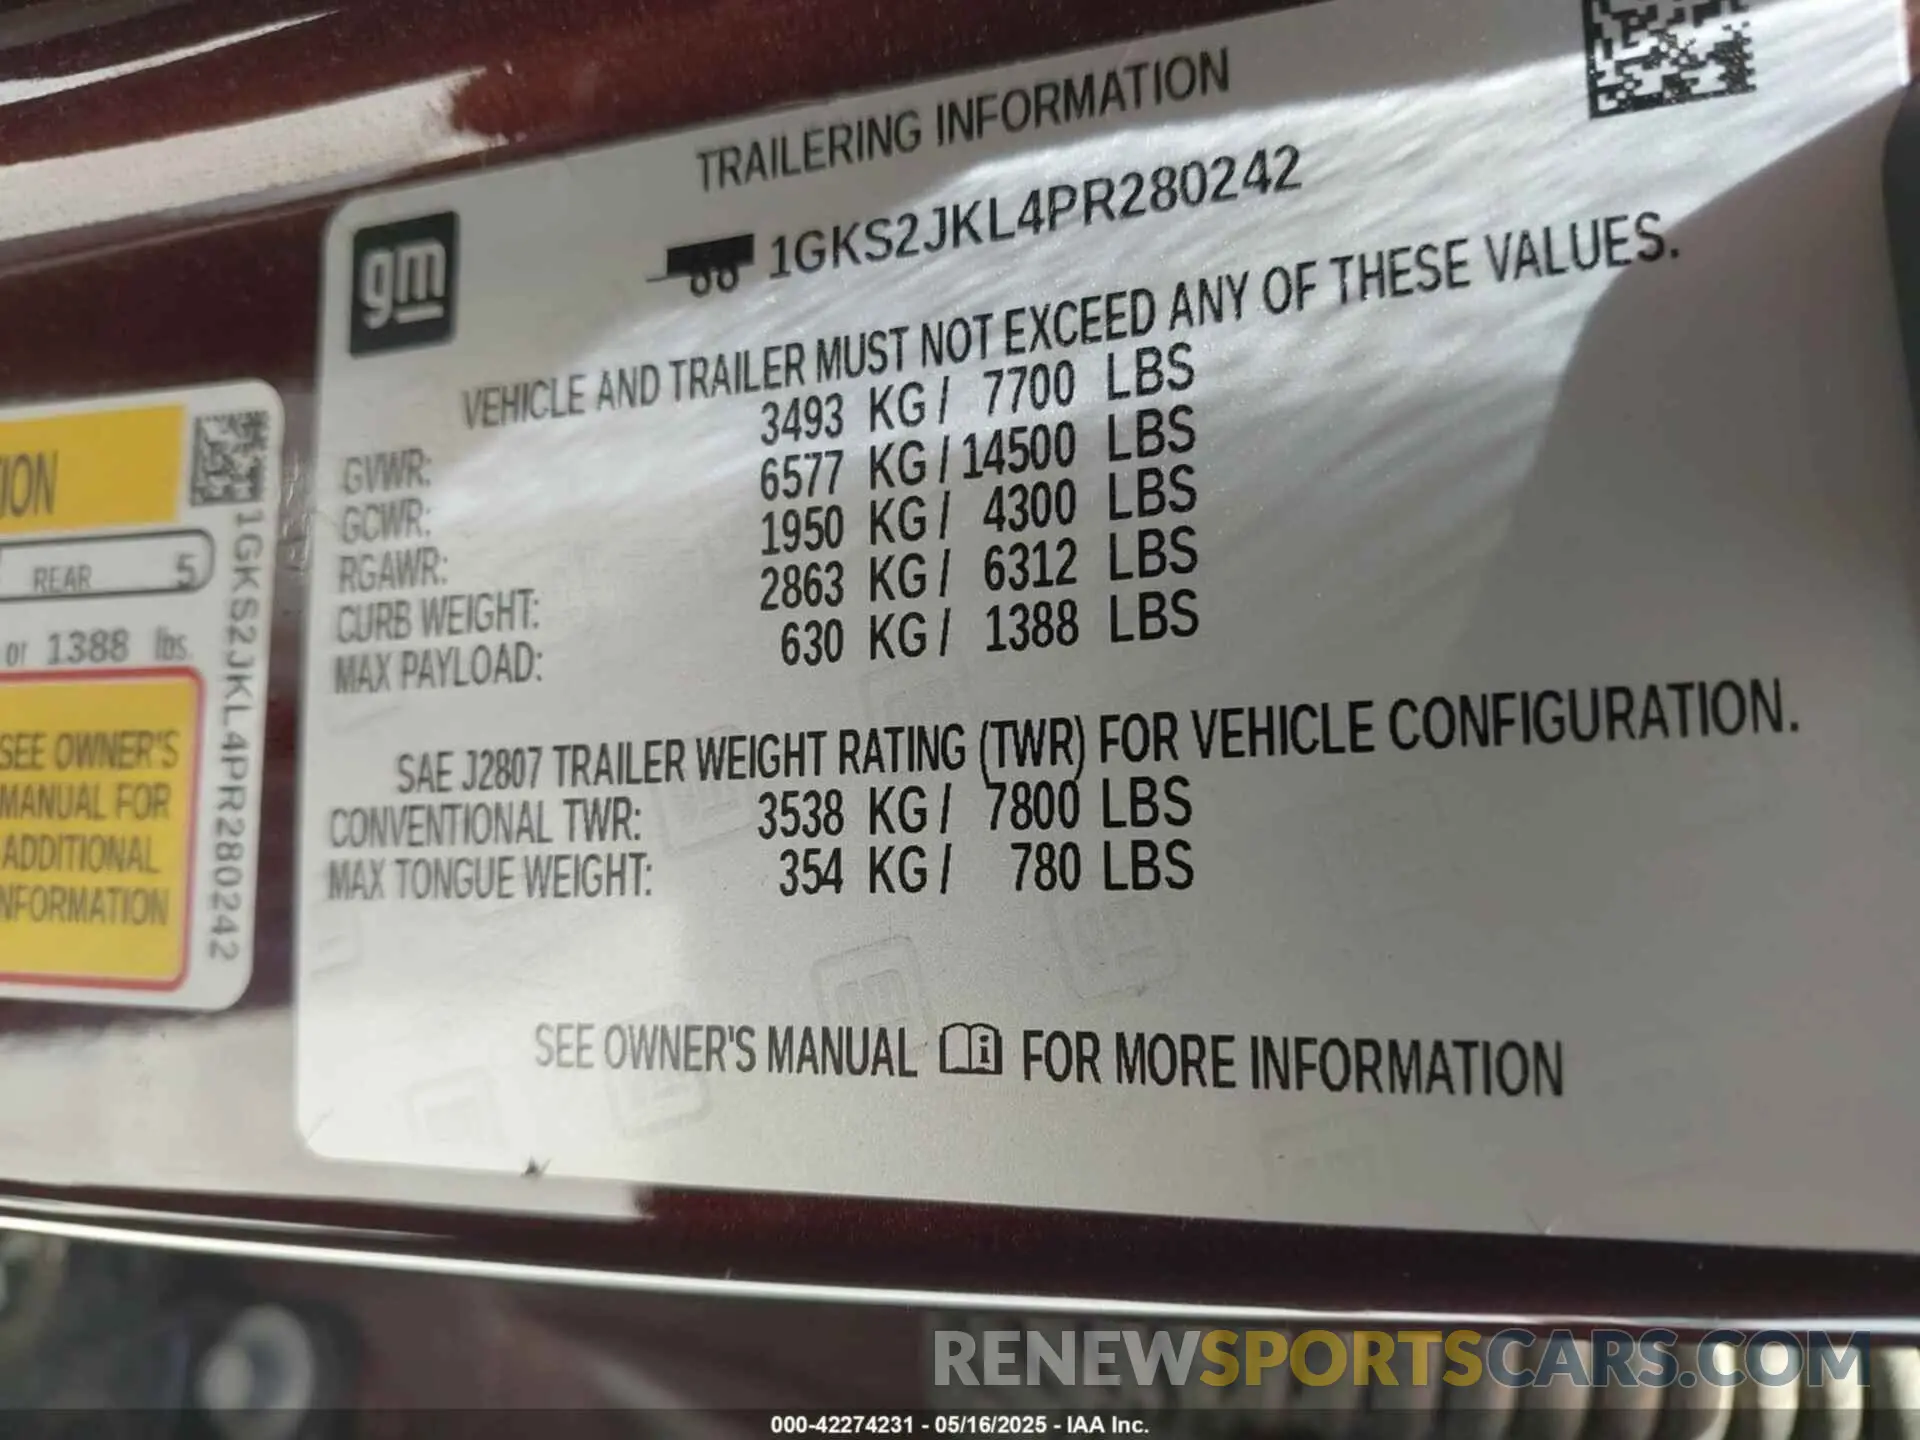 TRAILERING INFORMATION
1GKS2JKL4PR280242
gm
VEHICLE AND TRAILER MUST NOT EXCEED ANY OF THESE VALUES.
GVWR: 3493 KG / 7700 LBS
GCWR: 6577 KG / 14500 LBS
RGAWR: 1950 KG / 4300 LBS
CURB WEIGHT: 2863 KG / 6312 LBS
MAX PAYLOAD: 630 KG / 1388 LBS
SAE J2807 TRAILER WEIGHT RATING (TWR) FOR VEHICLE CONFIGURATION.
CONVENTIONAL TWR: 3538 KG / 7800 LBS
MAX TONGUE WEIGHT: 354 KG / 780 LBS
SEE OWNER'S MANUAL FOR MORE INFORMATION
REAR 5
or 1388 lbs.
SEE OWNER'S
MANUAL FOR
ADDITIONAL
NFORMATION
1GKS2JKL4PR280242
RENEWSPORTSCARS.COM
000-42274231 - 05/16/2025 - IAA Inc.